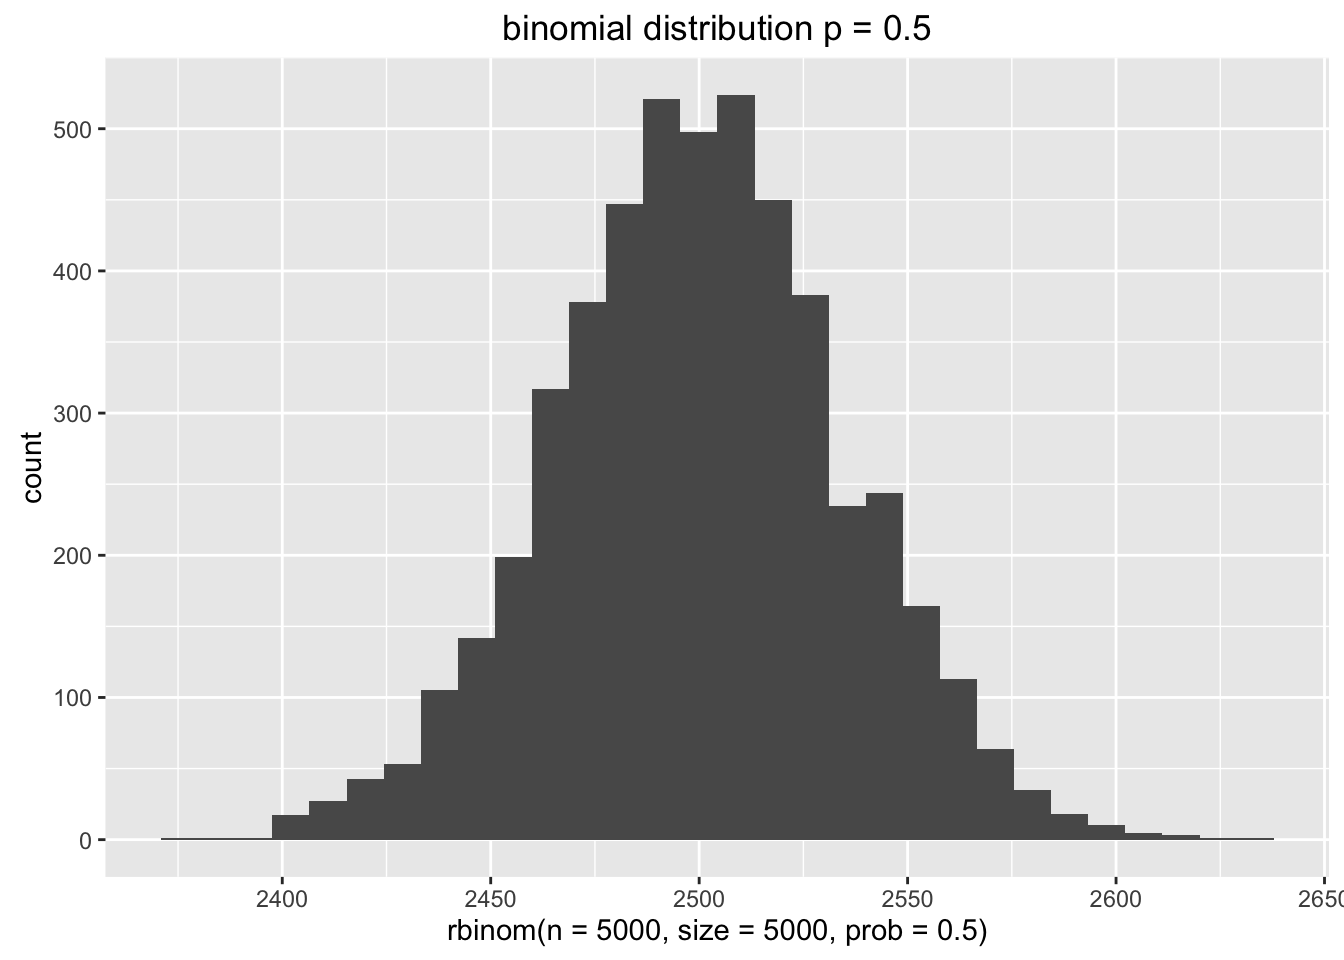 binomial distribution p = 0.5
500
400
300
200
100
0
count
2400 2450 2500 2550 2600 2650
rbinom(n = 5000, size = 5000, prob = 0.5)